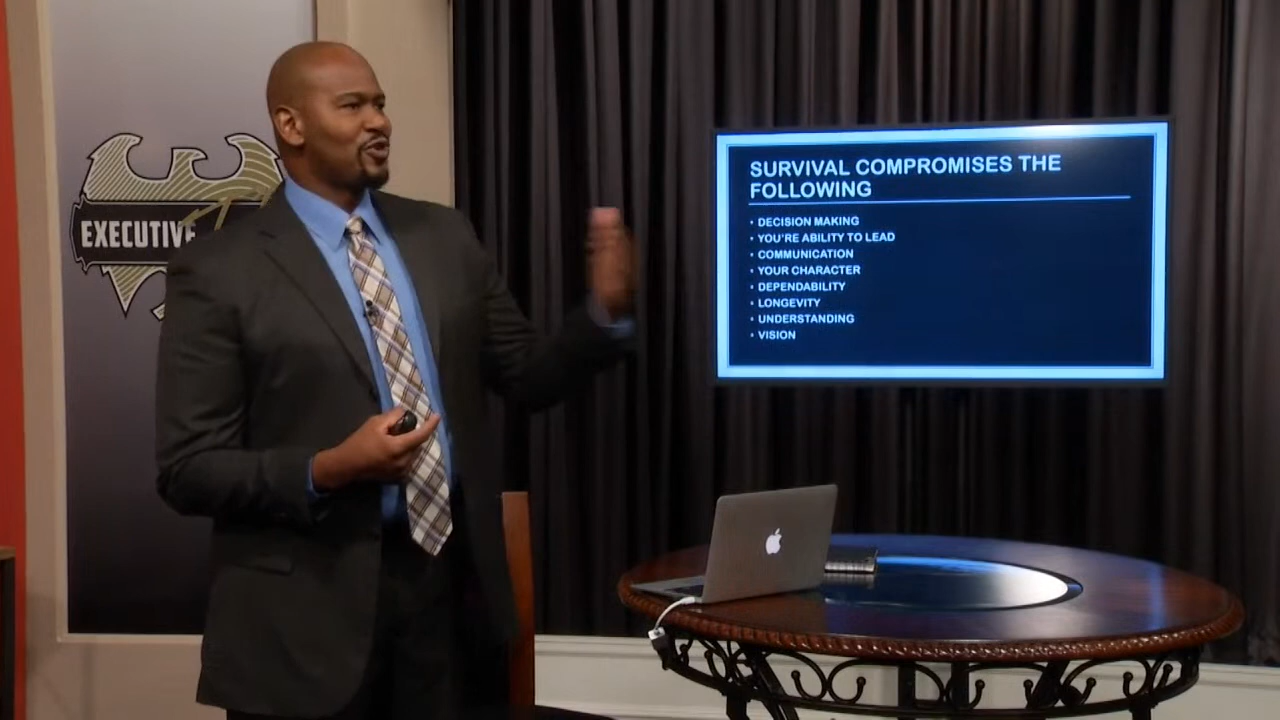 EXECUTIVE
SURVIVAL COMPROMISES THE
FOLLOWING
• DECISION MAKING
• YOU'RE ABILITY TO LEAD
• COMMUNICATION
• YOUR CHARACTER
• DEPENDABILITY
• LONGEVITY
• UNDERSTANDING
• VISION